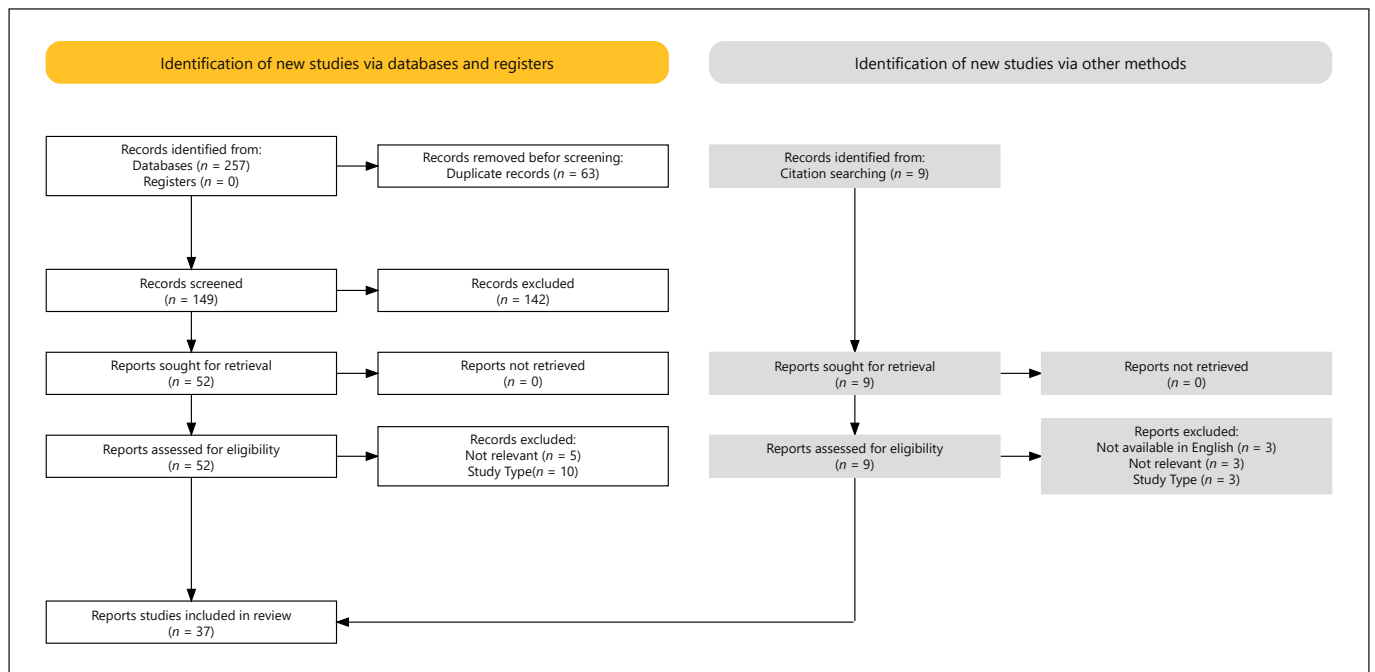 Identification of new studies via databases and registers
Identification of new studies via other methods
Records identified from:
Databases (n = 257)
Registers (n = 0)
Records removed befor screening:
Duplicate records (n = 63)
Records identified from:
Citation searching (n = 9)
Records screened
(n = 149)
Records excluded
(n = 142)
Reports sought for retrieval
(n = 52)
Reports not retrieved
(n = 0)
Reports sought for retrieval
(n = 9)
Reports not retrieved
(n = 0)
Reports assessed for eligibility
(n = 52)
Records excluded:
Not relevant (n = 5)
Study Type(n = 10)
Reports assessed for eligibility
(n = 9)
Reports excluded:
Not available in English (n = 3)
Not relevant (n = 3)
Study Type (n = 3)
Reports studies included in review
(n = 37)